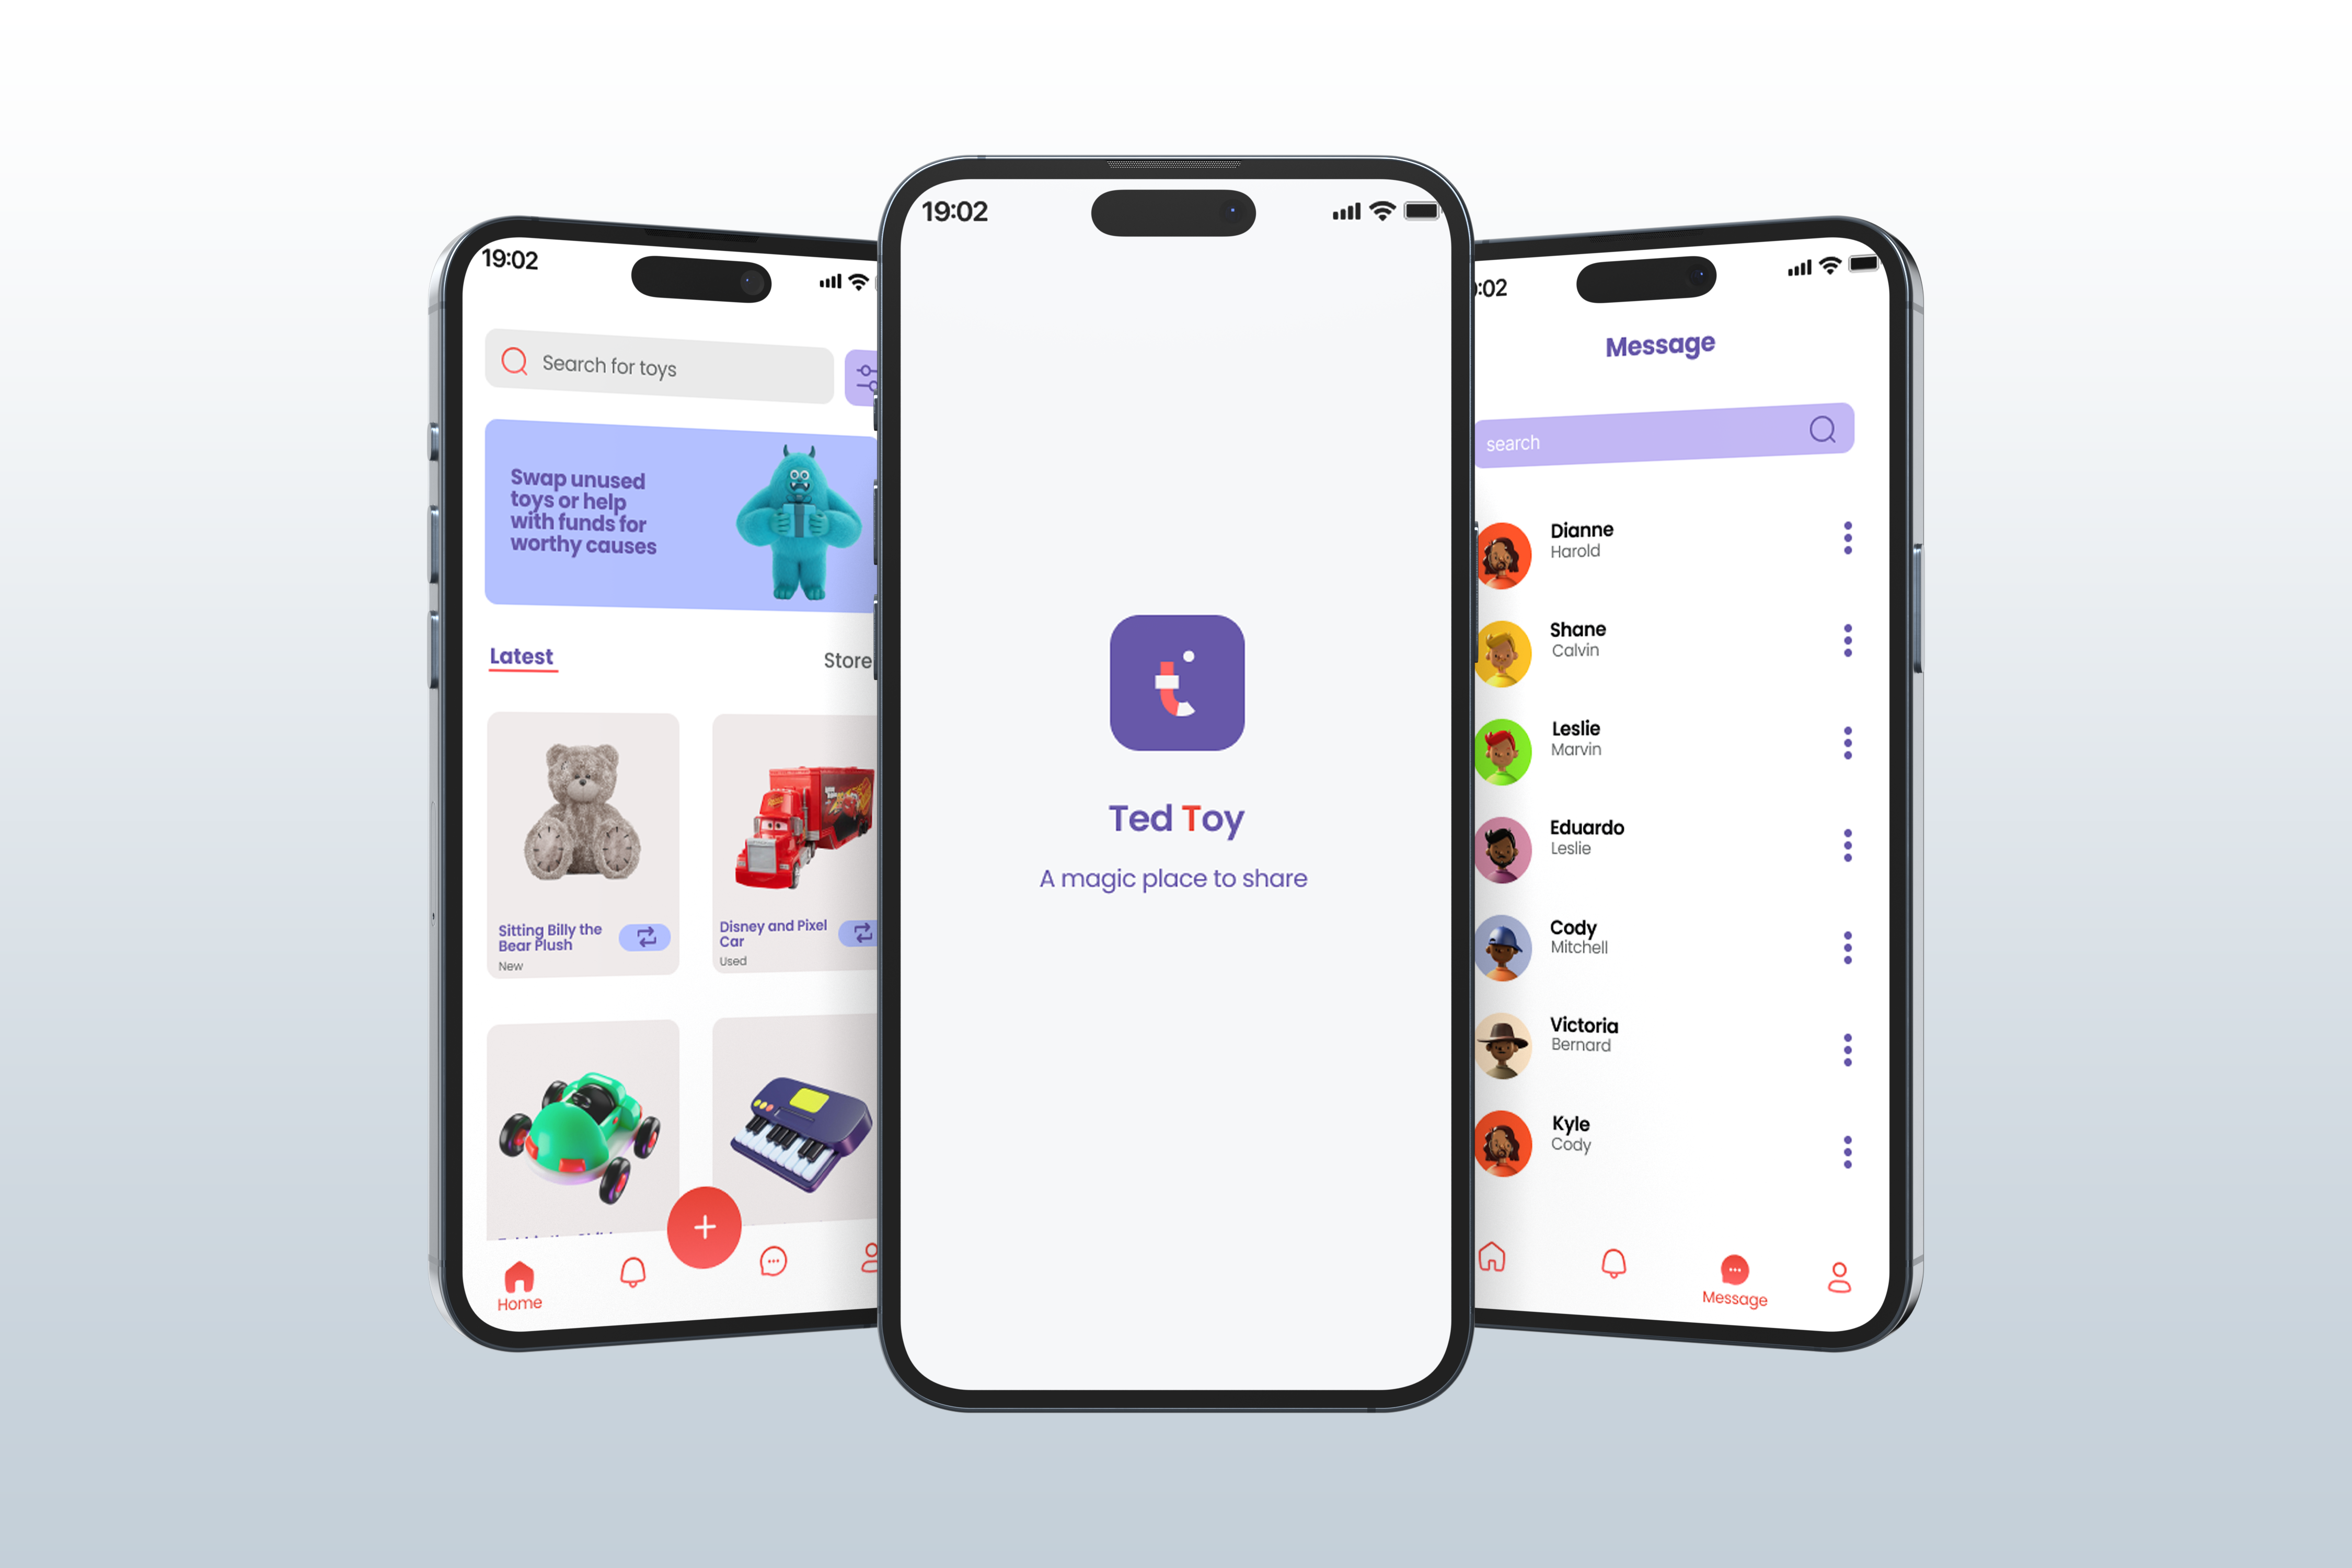 19:02
Search for toys
Swap unused
toys or help
with funds for
worthy causes
Latest
Store
Sitting Billy the
Bear Plush
New
Disney and Pixel
Car
Used
Home
19:02
Ted Toy
A magic place to share
:02
Message
search
Dianne
Harold
Shane
Calvin
Leslie
Marvin
Eduardo
Leslie
Cody
Mitchell
Victoria
Bernard
Kyle
Cody
Message